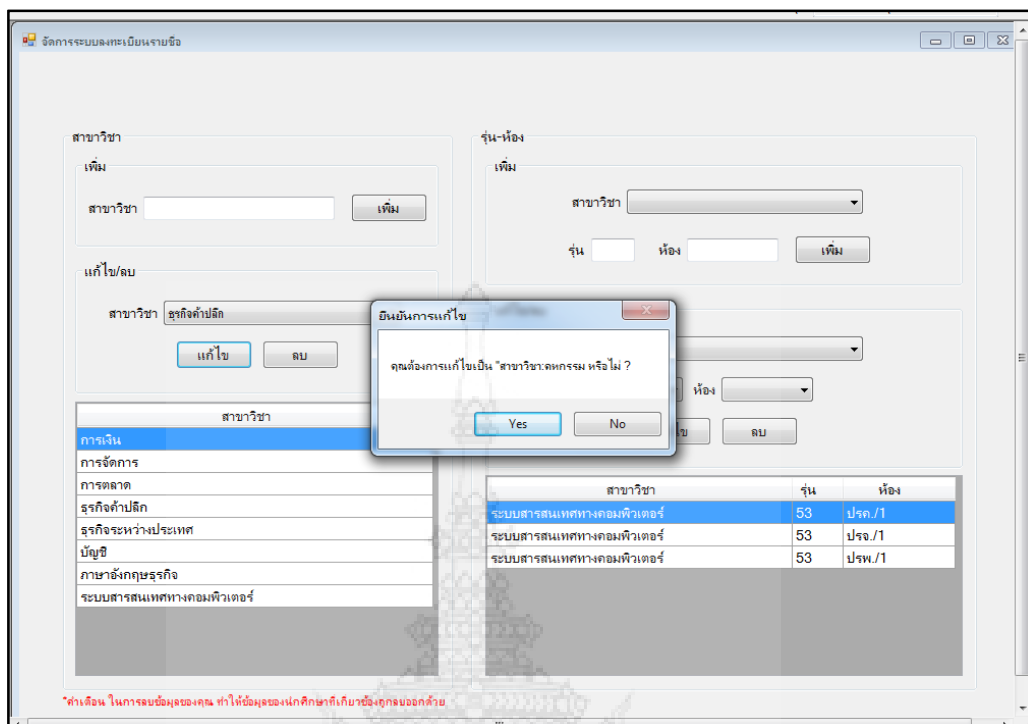 จัดการระบบลงทะเบียนรายชื่อ
สาขาวิชา
เพิ่ม
สาขาวิชา เพิ่ม
แก้ไข/ลบ
สาขาวิชา ธุรกิจค้าปลีก
แก้ไข ลบ
สาขาวิชา
การเงิน
การจัดการ
การตลาด
ธุรกิจค้าปลีก
ธุรกิจระหว่างประเทศ
บัญชี
ภาษาอังกฤษธุรกิจ
ระบบสารสนเทศทางคอมพิวเตอร์
รุ่น-ห้อง
เพิ่ม
สาขาวิชา
รุ่น ห้อง เพิ่ม
ห้อง
ลบ
ยืนยันการแก้ไข
คุณต้องการแก้ไขเป็น "สาขาวิชา:คหกรรม หรือไม่ ?
Yes No
สาขาวิชา รุ่น ห้อง
ระบบสารสนเทศทางคอมพิวเตอร์ 53 ปรค./1
ระบบสารสนเทศทางคอมพิวเตอร์ 53 ปรจ./1
ระบบสารสนเทศทางคอมพิวเตอร์ 53 ปรพ./1
*คำเตือน ในการลบข้อมูลของคุณ ทำให้ข้อมูลของนักศึกษาที่เกี่ยวข้องถูกลบออกด้วย